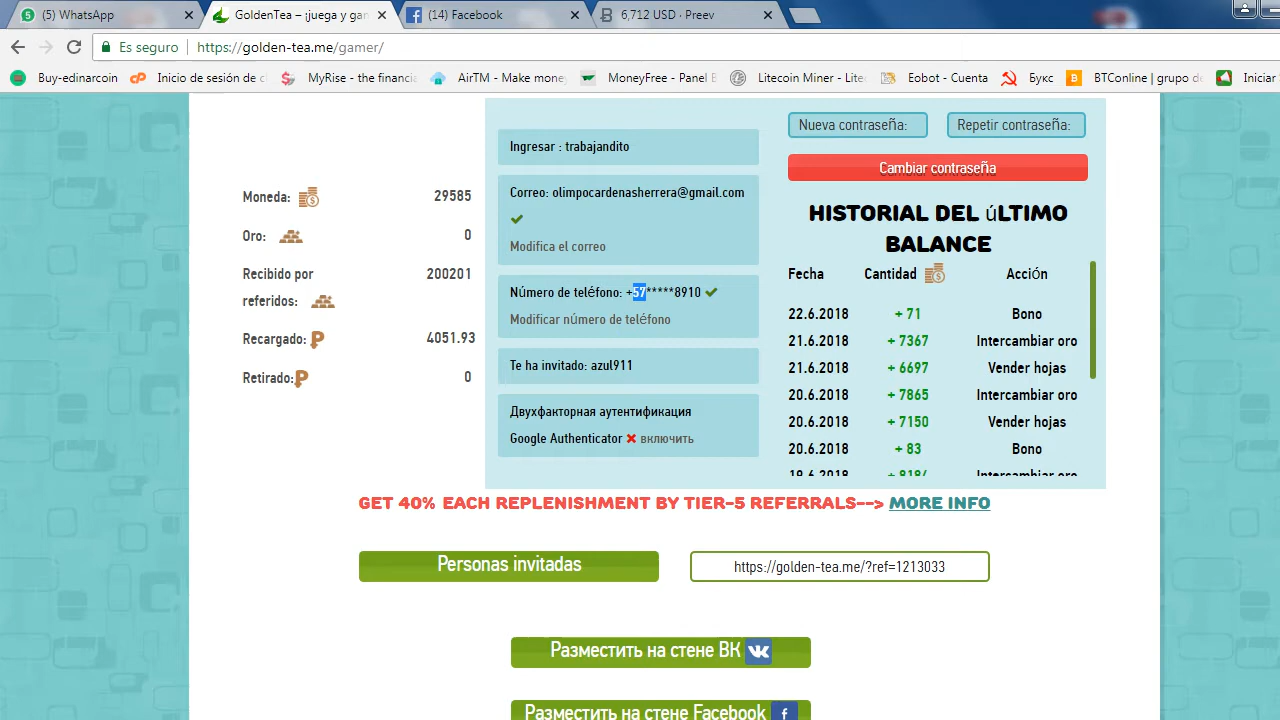 (5) WhatsApp
GoldenTea – ¡juega y gan
(14) Facebook
6,712 USD · Preev
Es seguro
https://golden-tea.me/gamer/
Buy-edinarcoin
Inicio de sesión de c
MyRise - the financia
AirTM - Make mone
MoneyFree - Panel B
Litecoin Miner - Lite
Eobot - Cuenta
Букс
BTConline | grupo de
Iniciar
Moneda: 29585
Oro: 0
Recibido por
referidos: 200201
Recargado: 4051.93
Retirado: 0
Ingresar : trabajandito
Correo: olimpocardenasherrera@gmail.com
Modifica el correo
Número de teléfono: +57*****8910
Modificar número de teléfono
Te ha invitado: azul911
Двухфакторная аутентификация
Google Authenticator включить
Nueva contraseña:
Repetir contraseña:
Cambiar contraseña
HISTORIAL DEL úLTIMO
BALANCE
Fecha Cantidad Acción
22.6.2018 + 71 Bono
21.6.2018 + 7367 Intercambiar oro
21.6.2018 + 6697 Vender hojas
20.6.2018 + 7865 Intercambiar oro
20.6.2018 + 7150 Vender hojas
20.6.2018 + 83 Bono
19.6.2018 + 8184 Intercambiar oro
GET 40% EACH REPLENISHMENT BY TIER-5 REFERRALS--> MORE INFO
Personas invitadas
https://golden-tea.me/?ref=1213033
Разместить на стене ВК
Разместить на стене Facebook